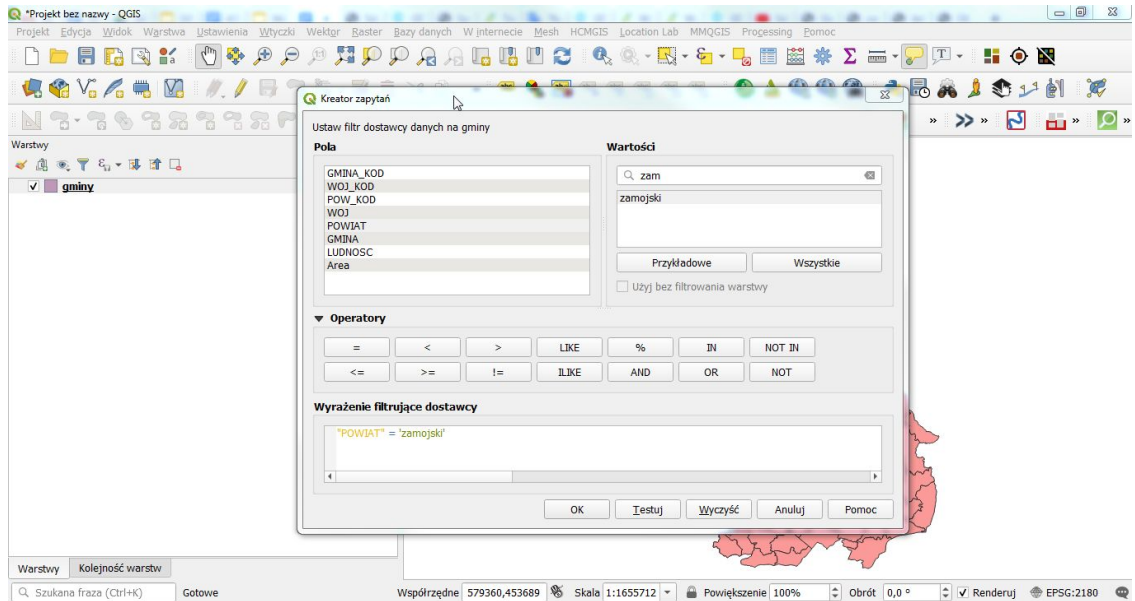 *Projekt bez nazwy - QGIS
Projekt Edycja Widok Warstwa Ustawienia Wtyczki Wektor Raster Bazy danych W internecie Mesh HCMGIS Location Lab MMQGIS Processing Pomoc
Warstwy
gminy
Kreator zapytań
Ustaw filtr dostawcy danych na gminy
Pola
GMINA_KOD
WOJ_KOD
POW_KOD
WOJ
POWIAT
GMINA
LUDNOSC
Area
Wartości
zam
zamojski
Przykładowe Wszystkie
Użyj bez filtrowania warstwy
Operatory
= < > LIKE % IN NOT IN
<= >= != ILIKE AND OR NOT
Wyrażenie filtrujące dostawcy
"POWIAT" = 'zamojski'
OK Testuj Wyczyść Anuluj Pomoc
Warstwy Kolejność warstw
Szukana fraza (Ctrl+K) Gotowe Współrzędne 579360,453689 Skala 1:1655712 Powiększenie 100% Obrót 0,0 ° Renderuj EPSG:2180